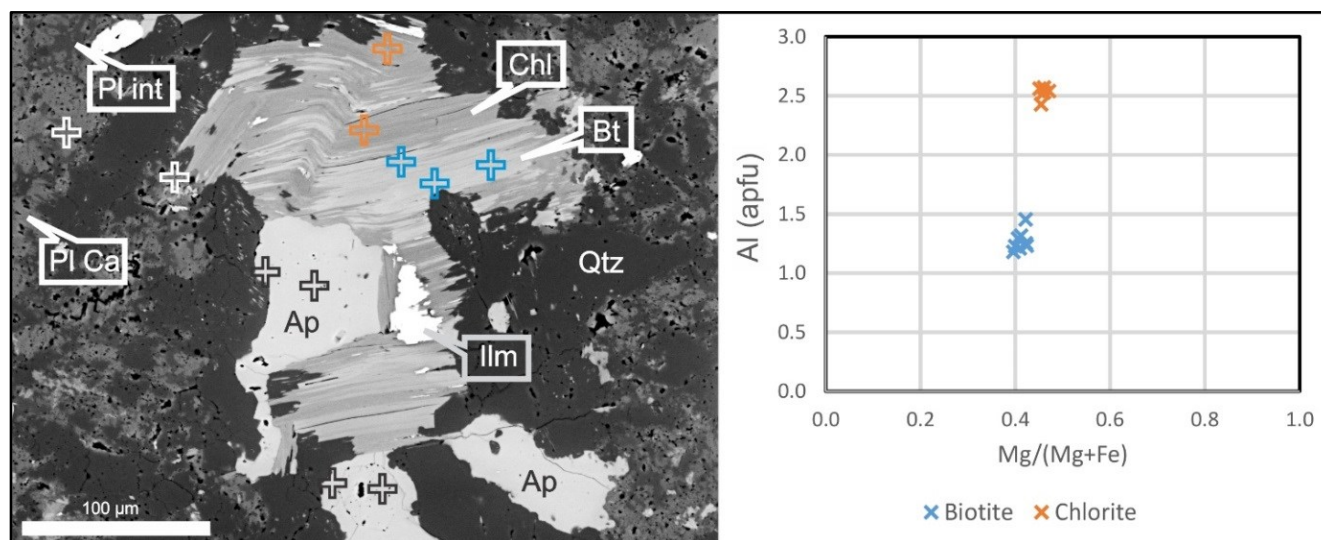 Pl int
Chl
Bt
Pl Ca
Qtz
Ap
Ilm
Ap
100 µm
3.0
2.5
2.0
1.5
1.0
0.5
0.0
Al (apfu)
0.0 0.2 0.4 0.6 0.8 1.0
Mg/(Mg+Fe)
Biotite Chlorite